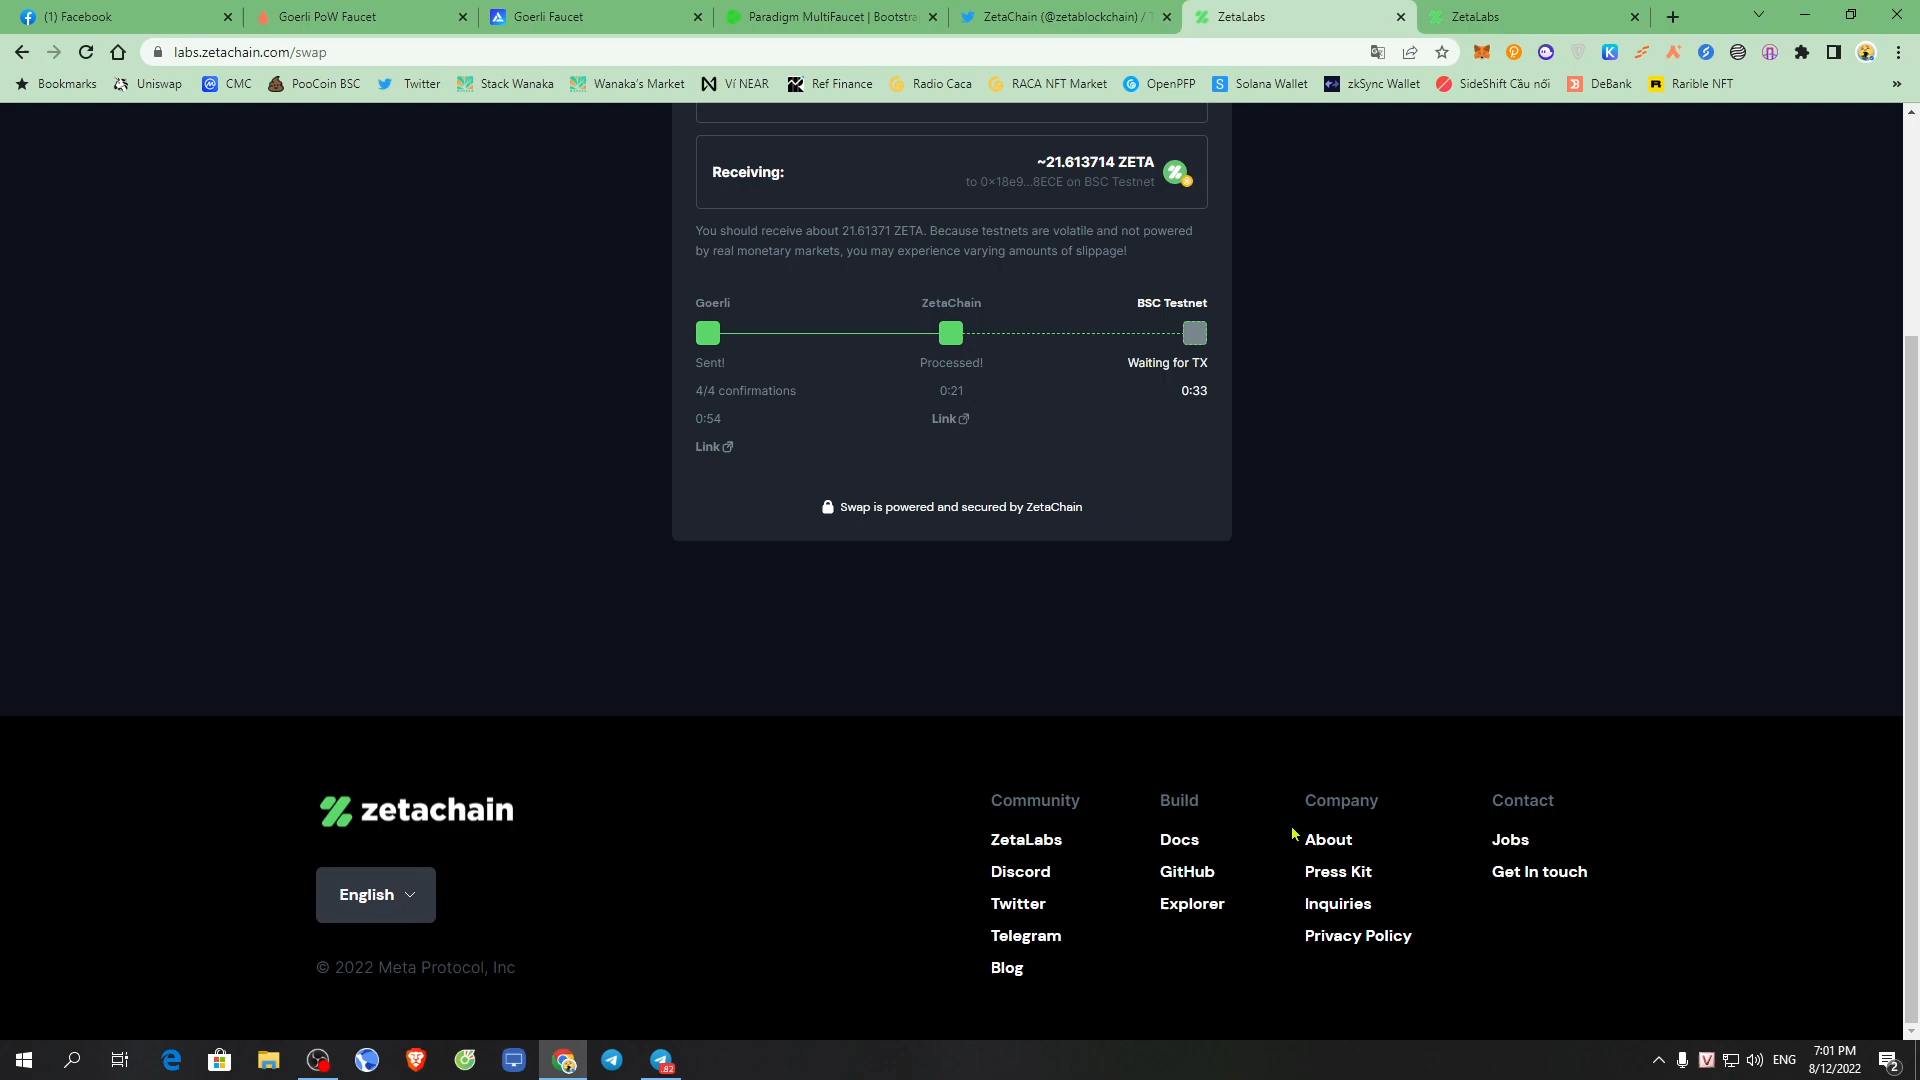 (1) Facebook
Goerli PoW Faucet
Goerli Faucet
Paradigm MultiFaucet | Bootstra
ZetaChain (@zetablockchain) / T
ZetaLabs
ZetaLabs
labs.zetachain.com/swap
Bookmarks
Uniswap
CMC
PooCoin BSC
Twitter
Stack Wanaka
Wanaka's Market
Ví NEAR
Ref Finance
Radio Caca
RACA NFT Market
OpenPFP
Solana Wallet
zkSync Wallet
SideShift Cầu nối
DeBank
Rarible NFT
»
Receiving:
~21.613714 ZETA
to 0×18e9...8ECE on BSC Testnet
You should receive about 21.61371 ZETA. Because testnets are volatile and not powered
by real monetary markets, you may experience varying amounts of slippage!
Goerli
ZetaChain
BSC Testnet
Sent!
Processed!
Waiting for TX
4/4 confirmations
0:21
0:33
0:54
Link
Link
Swap is powered and secured by ZetaChain
zetachain
English
© 2022 Meta Protocol, Inc
Community
ZetaLabs
Discord
Twitter
Telegram
Blog
Build
Docs
GitHub
Explorer
Company
About
Press Kit
Inquiries
Privacy Policy
Contact
Jobs
Get In touch
.82
ENG
7:01 PM
8/12/2022
2